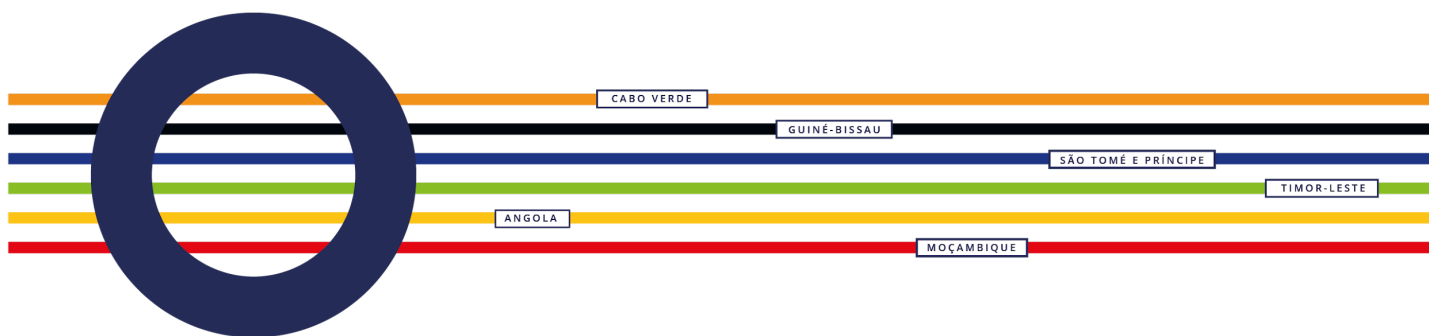 CABO VERDE
GUINÉ-BISSAU
SÃO TOMÉ E PRÍNCIPE
TIMOR-LESTE
ANGOLA
MOÇAMBIQUE